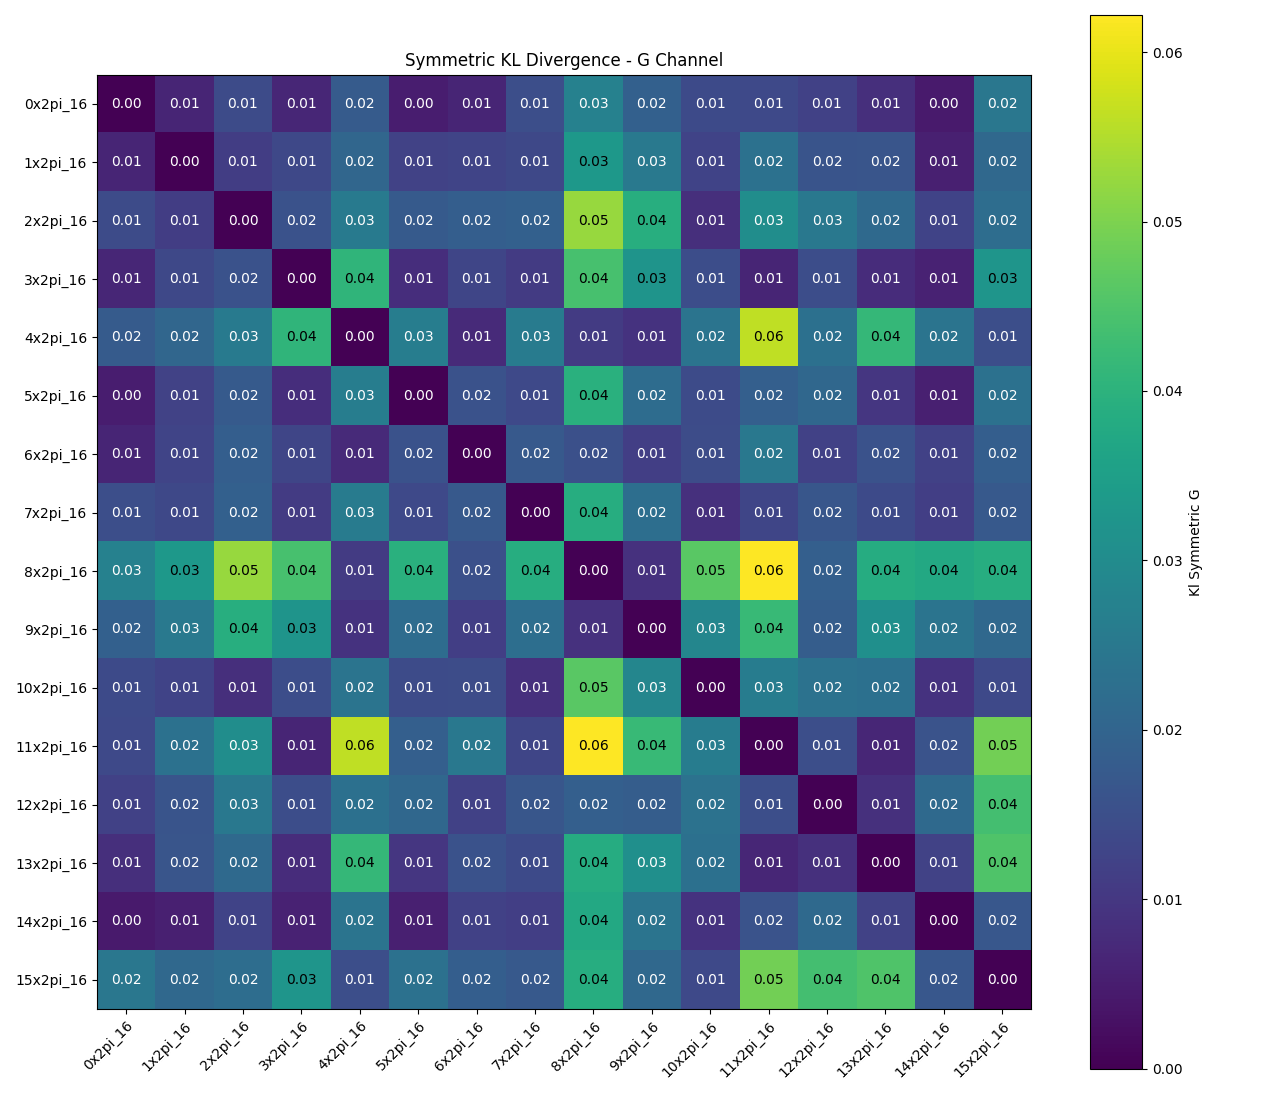 Symmetric KL Divergence - G Channel
0x2pi_16 0.00 0.01 0.01 0.01 0.02 0.00 0.01 0.01 0.03 0.02 0.01 0.01 0.01 0.01 0.00 0.02
1x2pi_16 0.01 0.00 0.01 0.01 0.02 0.01 0.01 0.01 0.03 0.03 0.01 0.02 0.02 0.02 0.01 0.02
2x2pi_16 0.01 0.01 0.00 0.02 0.03 0.02 0.02 0.02 0.05 0.04 0.01 0.03 0.03 0.02 0.01 0.02
3x2pi_16 0.01 0.01 0.02 0.00 0.04 0.01 0.01 0.01 0.04 0.03 0.01 0.01 0.01 0.01 0.01 0.03
4x2pi_16 0.02 0.02 0.03 0.04 0.00 0.03 0.01 0.03 0.01 0.01 0.02 0.06 0.02 0.04 0.02 0.01
5x2pi_16 0.00 0.01 0.02 0.01 0.03 0.00 0.02 0.01 0.04 0.02 0.01 0.02 0.02 0.01 0.01 0.02
6x2pi_16 0.01 0.01 0.02 0.01 0.01 0.02 0.00 0.02 0.02 0.01 0.01 0.02 0.01 0.02 0.01 0.02
7x2pi_16 0.01 0.01 0.02 0.01 0.03 0.01 0.02 0.00 0.04 0.02 0.01 0.01 0.02 0.01 0.01 0.02
8x2pi_16 0.03 0.03 0.05 0.04 0.01 0.04 0.02 0.04 0.00 0.01 0.05 0.06 0.02 0.04 0.04 0.04
9x2pi_16 0.02 0.03 0.04 0.03 0.01 0.02 0.01 0.02 0.01 0.00 0.03 0.04 0.02 0.03 0.02 0.02
10x2pi_16 0.01 0.01 0.01 0.01 0.02 0.01 0.01 0.01 0.05 0.03 0.00 0.03 0.02 0.02 0.01 0.01
11x2pi_16 0.01 0.02 0.03 0.01 0.06 0.02 0.02 0.01 0.06 0.04 0.03 0.00 0.01 0.01 0.02 0.05
12x2pi_16 0.01 0.02 0.03 0.01 0.02 0.02 0.01 0.02 0.02 0.02 0.02 0.01 0.00 0.01 0.02 0.04
13x2pi_16 0.01 0.02 0.02 0.01 0.04 0.01 0.02 0.01 0.04 0.03 0.02 0.01 0.01 0.00 0.01 0.04
14x2pi_16 0.00 0.01 0.01 0.01 0.02 0.01 0.01 0.01 0.04 0.02 0.01 0.02 0.02 0.01 0.00 0.02
15x2pi_16 0.02 0.02 0.02 0.03 0.01 0.02 0.02 0.02 0.04 0.02 0.01 0.05 0.04 0.04 0.02 0.00
0x2pi_16 1x2pi_16 2x2pi_16 3x2pi_16 4x2pi_16 5x2pi_16 6x2pi_16 7x2pi_16 8x2pi_16 9x2pi_16 10x2pi_16 11x2pi_16 12x2pi_16 13x2pi_16 14x2pi_16 15x2pi_16
0.06
0.05
0.04
0.03
0.02
0.01
0.00
Kl Symmetric G